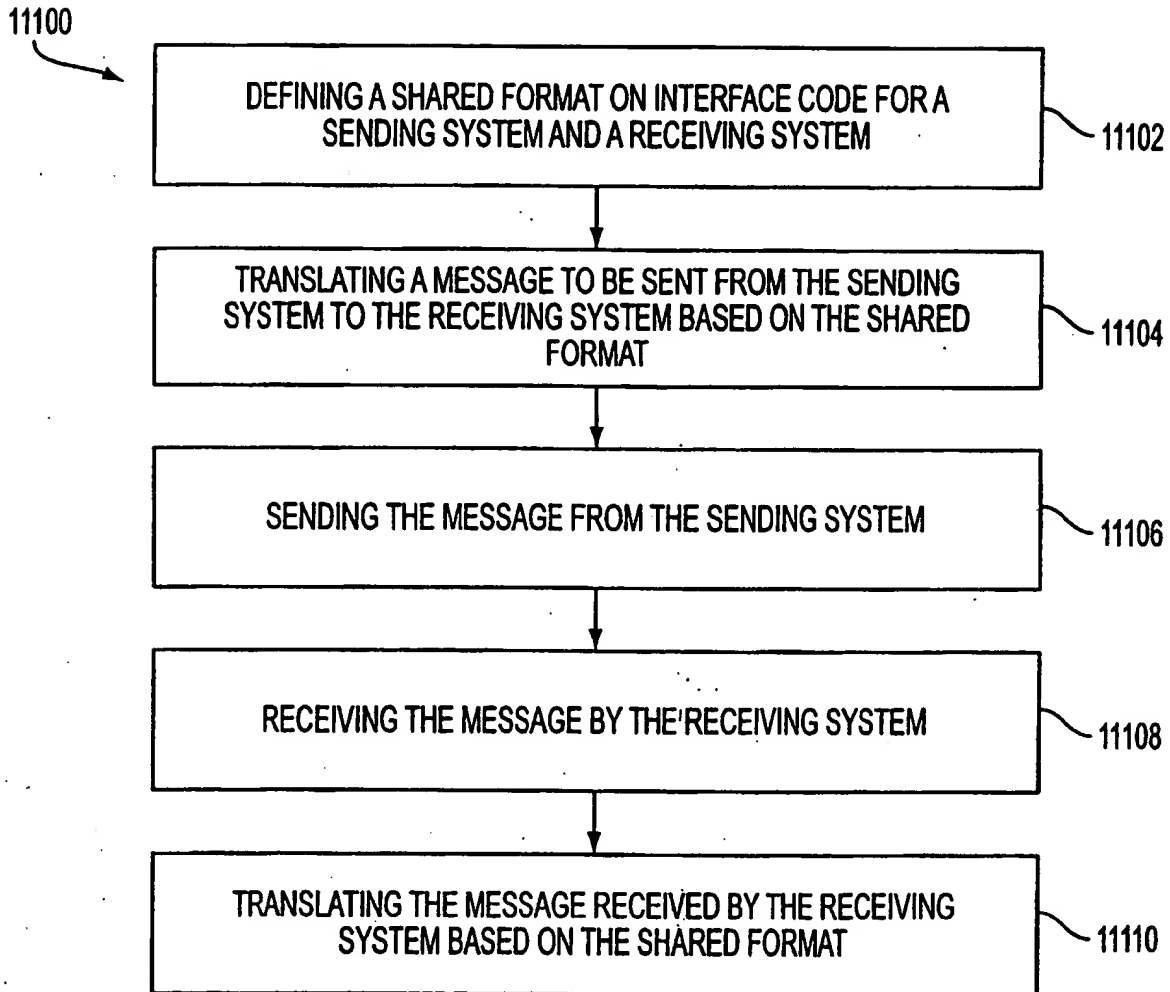 11100
DEFINING A SHARED FORMAT ON INTERFACE CODE FOR A
SENDING SYSTEM AND A RECEIVING SYSTEM
11102
TRANSLATING A MESSAGE TO BE SENT FROM THE SENDING
SYSTEM TO THE RECEIVING SYSTEM BASED ON THE SHARED
FORMAT
11104
SENDING THE MESSAGE FROM THE SENDING SYSTEM
11106
RECEIVING THE MESSAGE BY THE RECEIVING SYSTEM
11108
TRANSLATING THE MESSAGE RECEIVED BY THE RECEIVING
SYSTEM BASED ON THE SHARED FORMAT
11110